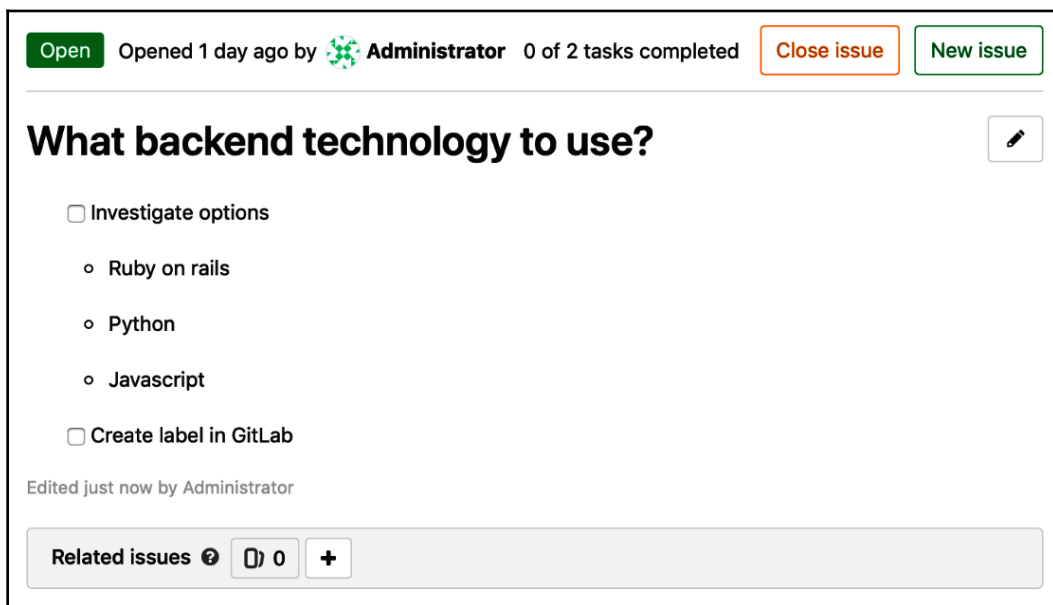 Open Opened 1 day ago by Administrator 0 of 2 tasks completed Close issue New issue
What backend technology to use?
Investigate options
Ruby on rails
Python
Javascript
Create label in GitLab
Edited just now by Administrator
Related issues ? 0 +